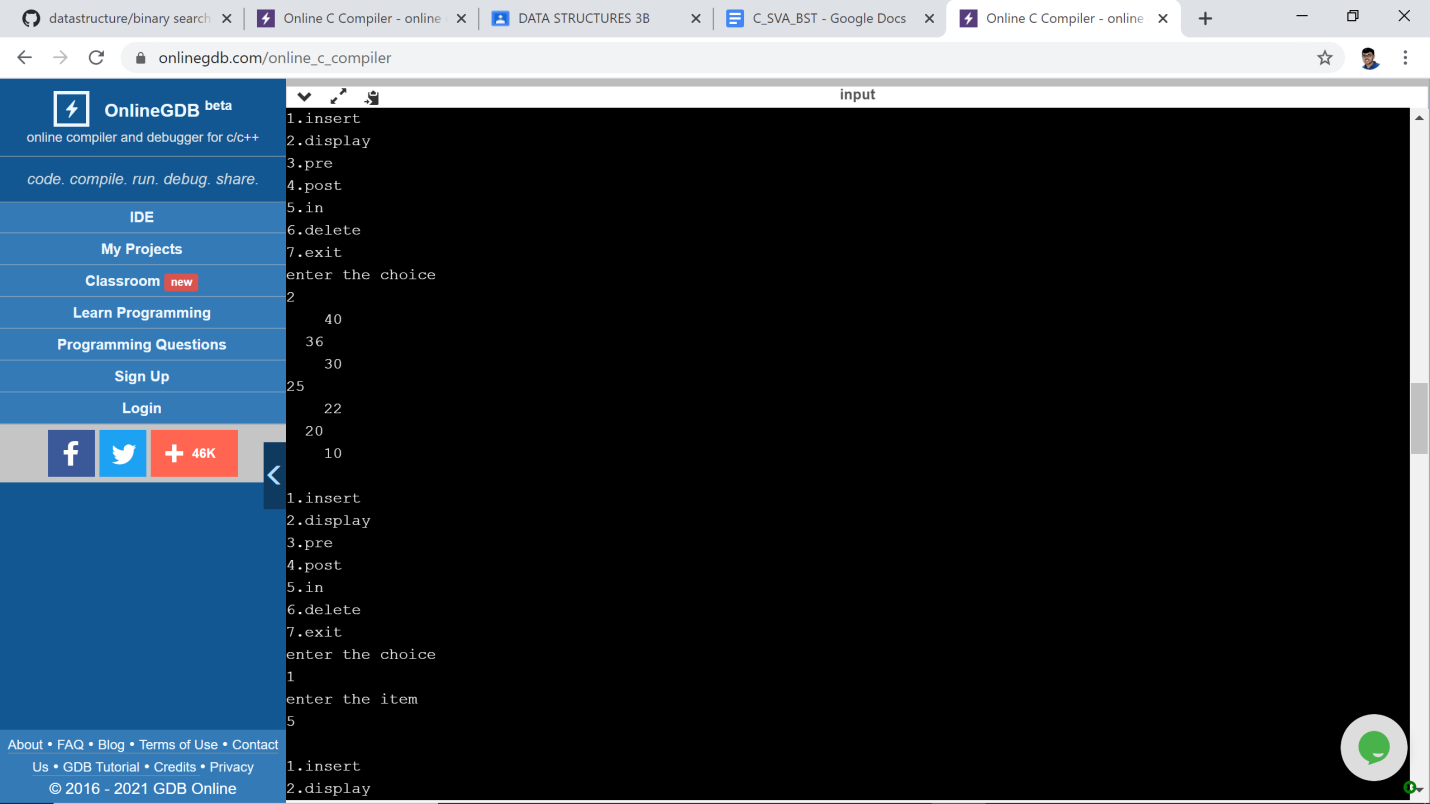 datastructure/binary search
Online C Compiler - online
DATA STRUCTURES 3B
C_SVA_BST - Google Docs
Online C Compiler - online
onlinegdb.com/online_c_compiler
OnlineGDB beta
online compiler and debugger for c/c++
code. compile. run. debug. share.
IDE
My Projects
Classroom new
Learn Programming
Programming Questions
Sign Up
Login
46K
About • FAQ • Blog • Terms of Use • Contact
Us • GDB Tutorial • Credits • Privacy
© 2016 - 2021 GDB Online
input
1.insert
2.display
3.pre
4.post
5.in
6.delete
7.exit
enter the choice
2
40
36
30
25
22
20
10
1.insert
2.display
3.pre
4.post
5.in
6.delete
7.exit
enter the choice
1
enter the item
5
1.insert
2.display